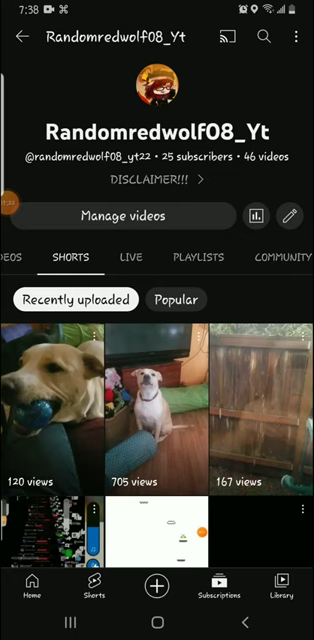 7:38
Randomredwolf08_Yt
Randomredwolf08_Yt
@randomredwolf08_yt22 • 25 subscribers • 46 videos
DISCLAIMER!!!
Manage videos
DEOS SHORTS LIVE PLAYLISTS COMMUNITY
Recently uploaded Popular
120 views 705 views 167 views
Home Shorts Subscriptions Library